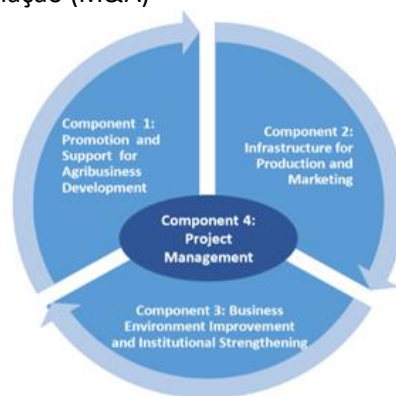 (M&A)
Component 1:
Promotion and
Support for
Agribusiness
Development
Component 2:
Infrastructure for
Production and
Marketing
Component 4:
Project
Management
Component 3: Business
Environment Improvement
and Institutional Strengthening